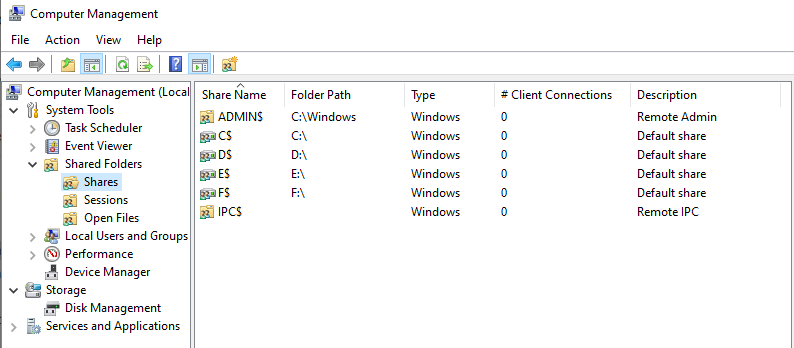 Computer Management
File Action View Help
Computer Management (Local
System Tools
Task Scheduler
Event Viewer
Shared Folders
Shares
Sessions
Open Files
Local Users and Groups
Performance
Device Manager
Storage
Disk Management
Services and Applications
Share Name Folder Path Type # Client Connections Description
ADMIN$ C:\Windows Windows 0 Remote Admin
C$ C:\ Windows 0 Default share
D$ D:\ Windows 0 Default share
E$ E:\ Windows 0 Default share
F$ F:\ Windows 0 Default share
IPC$ Windows 0 Remote IPC